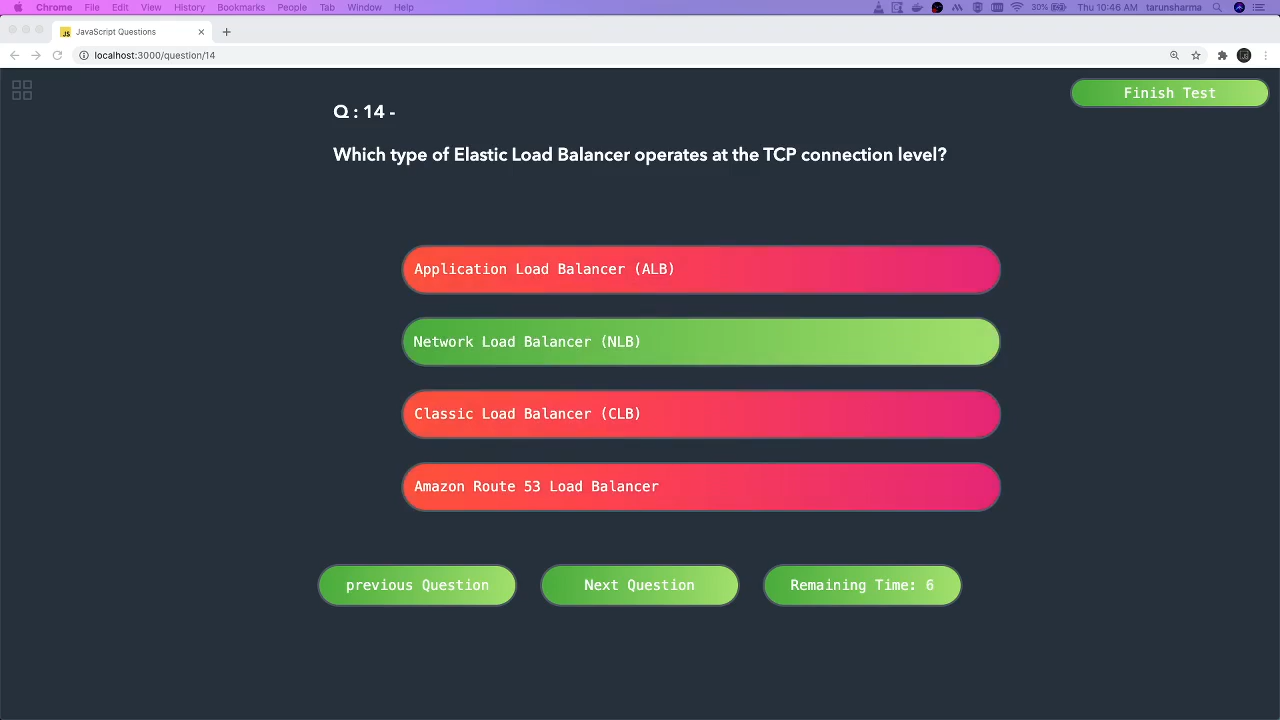 Chrome File Edit View History Bookmarks People Tab Window Help 30% Thu 10:46 AM tarunsharma
JS JavaScript Questions
localhost:3000/question/14
Finish Test
Q : 14 -
Which type of Elastic Load Balancer operates at the TCP connection level?
Application Load Balancer (ALB)
Network Load Balancer (NLB)
Classic Load Balancer (CLB)
Amazon Route 53 Load Balancer
previous Question Next Question Remaining Time: 6